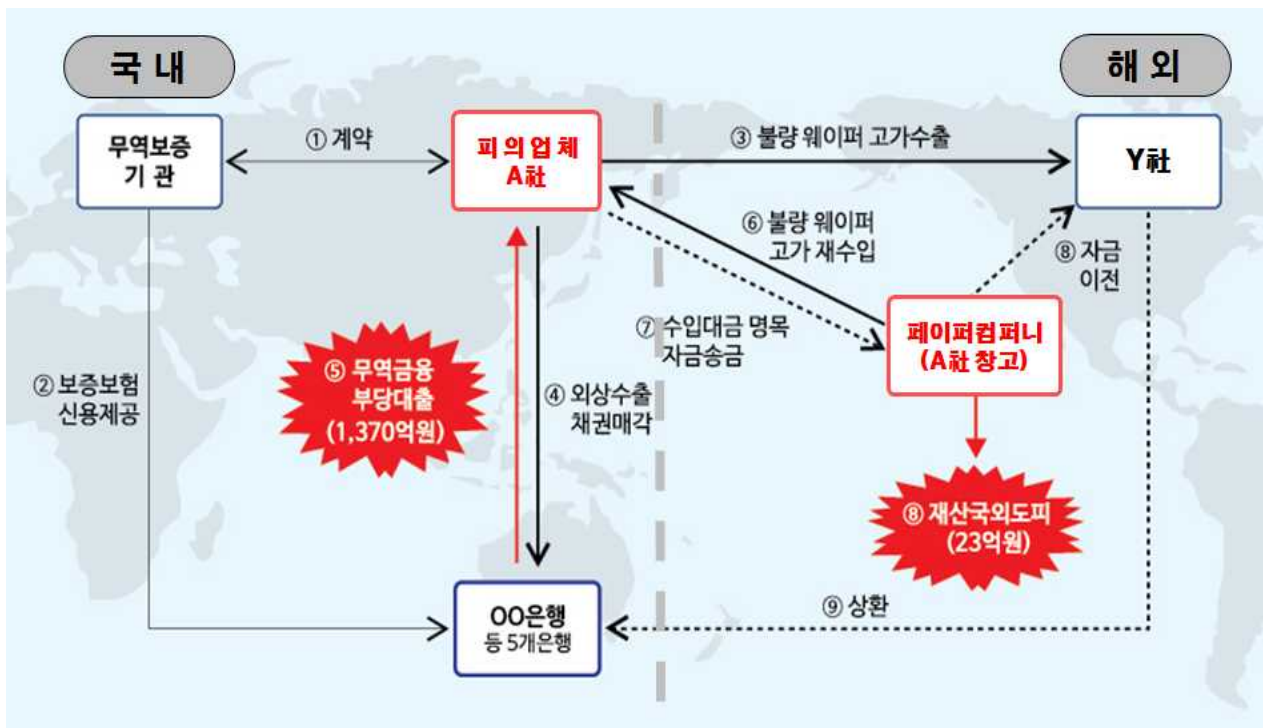 국 내
해 외
무역보증
기 관
① 계약
피 의 업 체
A社
③ 불량 웨이퍼 고가수출
Y社
⑥ 불량 웨이퍼
고가 재수입
⑧ 자금
이전
⑦ 수입대금 명목
자금송금
페이퍼컴퍼니
(A社 창고)
② 보증보험
신용제공
⑤ 무역금융
부당대출
(1,370억원)
④ 외상수출
채권매각
⑧ 재산국외도피
(23억원)
⑨ 상환
OO은행
등 5개은행